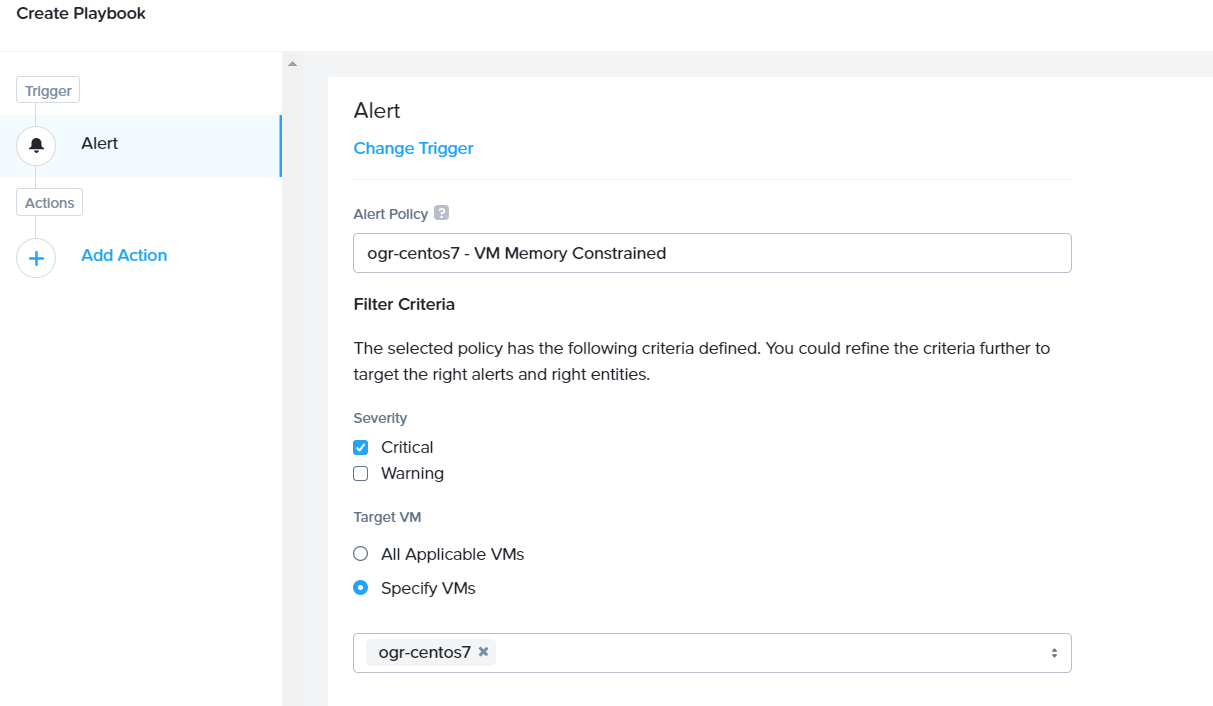 Create Playbook
Trigger
Alert
Actions
Add Action
Alert
Change Trigger
Alert Policy ?
ogr-centos7 - VM Memory Constrained
Filter Criteria
The selected policy has the following criteria defined. You could refine the criteria further to
target the right alerts and right entities.
Severity
Critical
Warning
Target VM
All Applicable VMs
Specify VMs
ogr-centos7